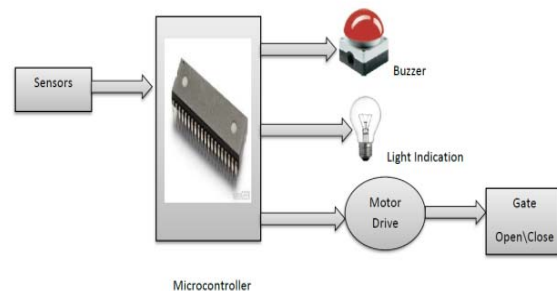 Sensors
Buzzer
Light Indication
Motor
Drive
Gate
Open\Close
Microcontroller